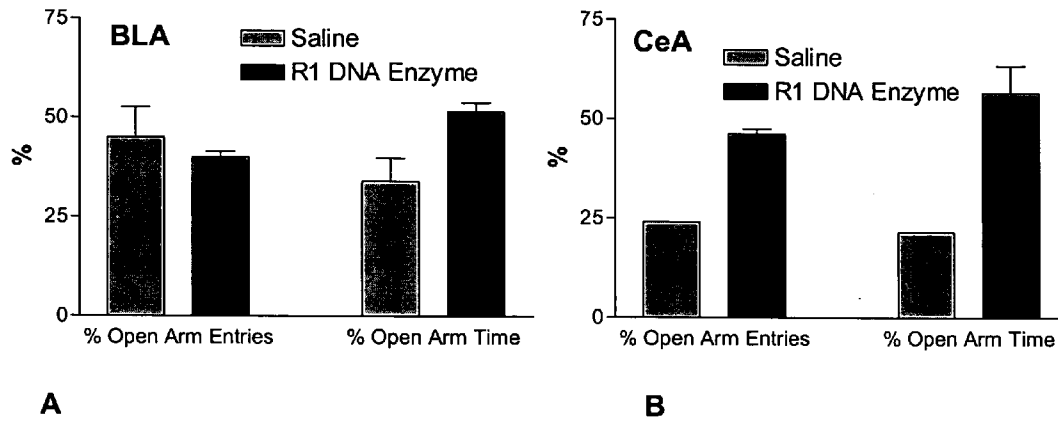 75
BLA
Saline
R1 DNA Enzyme
50
%
25
0
% Open Arm Entries
% Open Arm Time
A
75
CeA
Saline
R1 DNA Enzyme
50
%
25
0
% Open Arm Entries
% Open Arm Time
B